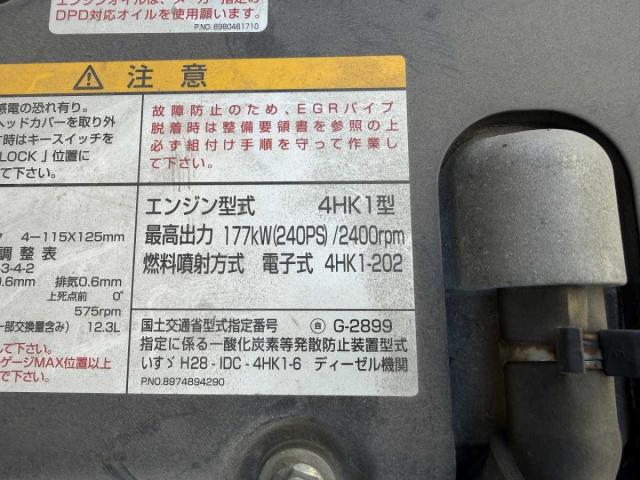 エンジンオイルは、メーカー指定の
DPD対応オイルを使用願います。
P.NO. 8980461710
注意
感電の恐れ有り。
ヘッドカバーを取り外
す時はキースイッチを
LOCK」位置に
て下さい。
故障防止のため、EGRパイプ
脱着時は整備要領書を参照の上
必ず組付け手順を守って作業し
て下さい。
4-115X125mm
調整表
-3-4-2
0.6mm 排気0.6mm
上死点前 0°
575rpm
一部交換量含み) 12.3L
して下さい。
ゲージMAX位置以上
て下さい。
エンジン型式 4HK1型
最高出力 177kW(240PS) /2400rpm
燃料噴射方式 電子式 4HK1-202
国土交通省型式指定番号 自 G-2899
指定に係る一酸化炭素等発散防止装置型式
いすゞ H28-IDC-4HK1-6 ディーゼル機関
P.NO.8974894290